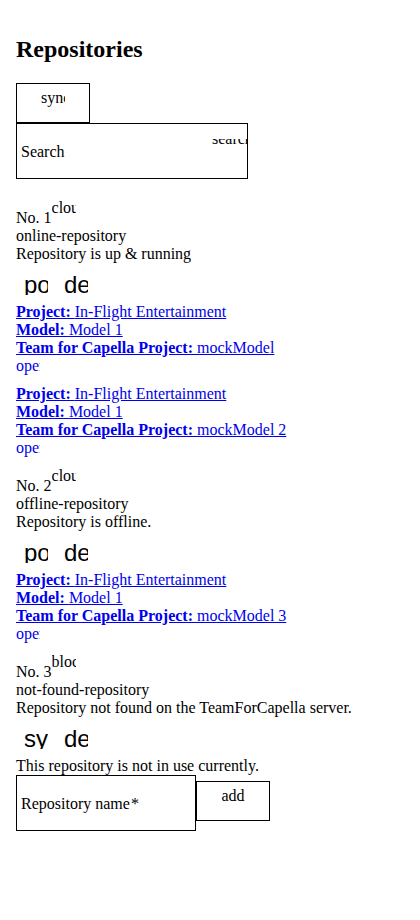 Repositories
sync
Search
search
No. 1 clou
online-repository
Repository is up & running
po de
Project: In-Flight Entertainment
Model: Model 1
Team for Capella Project: mockModel
ope
Project: In-Flight Entertainment
Model: Model 1
Team for Capella Project: mockModel 2
ope
No. 2 clou
offline-repository
Repository is offline.
po de
Project: In-Flight Entertainment
Model: Model 1
Team for Capella Project: mockModel 3
ope
No. 3 bloc
not-found-repository
Repository not found on the TeamForCapella server.
sy de
This repository is not in use currently.
Repository name*
add